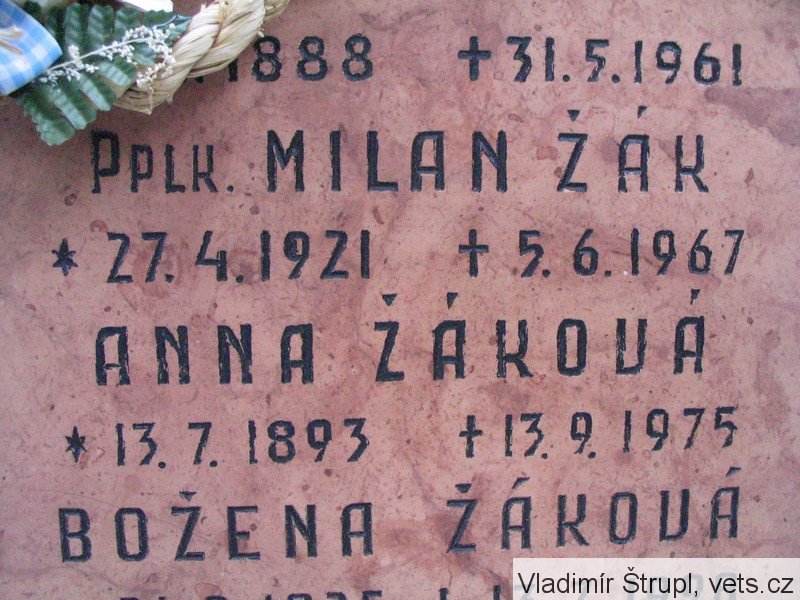 1888 ✝31.5.1961
Pplk. MILAN ŽÁK
* 27.4.1921 ✝5.6.1967
ANNA ŽÁKOVÁ
* 13.7.1893 ✝13.9.1975
BOŽENA ŽÁKOVÁ
Vladimír Štrupl, vets.cz